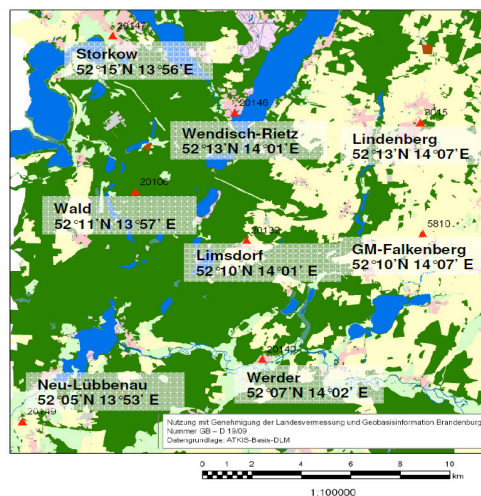 20147
Storkow
52°15'N 13°56' E
20146
Wendisch-Rietz
52°13'N 14°01' E
Lindenberg
52°13'N 14°07' E
20106
Wald
52°11'N 13°57' E
5810
Limsdorf
52°10'N 14°01' E
GM-Falkenberg
52°10'N 14°07' E
Neu-Lübbenau
52°05'N 13°53' E
20149
Werder
52°07'N 14°02' E
Nutzung mit Genehmigung der Landesvermessung und Geobasisinformation Brandenburg
Nummer GB – D 19/09
Datengrundlage: ATKIS-Basis-DLM
0 1 2 4 6 8 10
km
1:100000